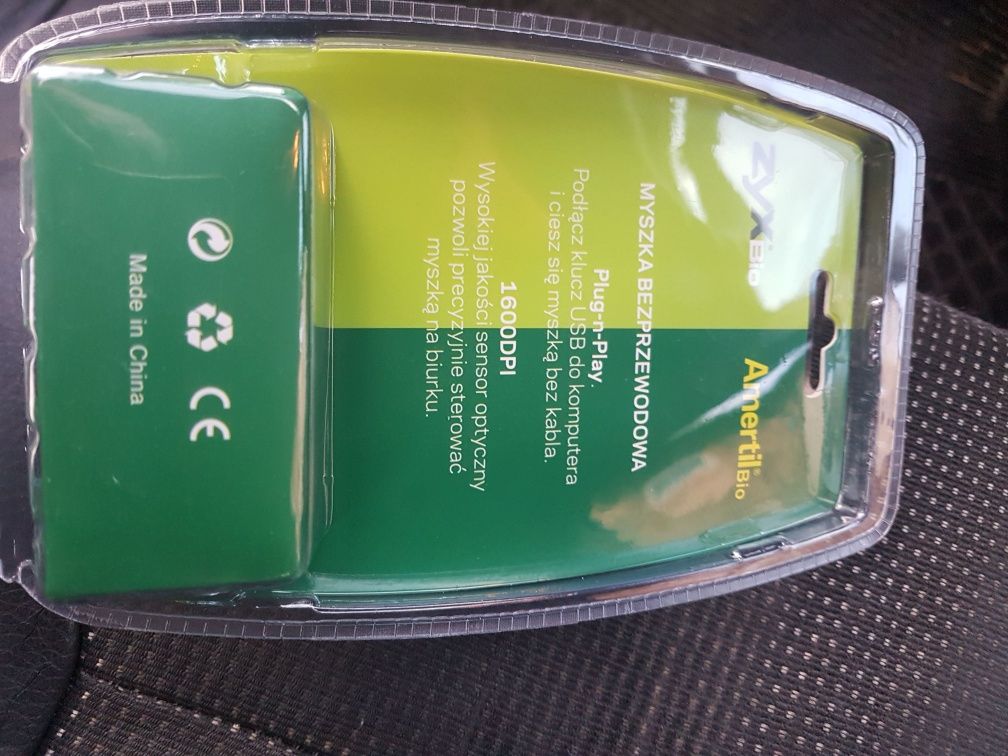 zyx Bio
Amertil® Bio
MYSZKA BEZPRZEWODOWA
Plug-n-Play
Podłącz klucz USB do komputera
i ciesz się myszką bez kabla.
1600DPI
Wysokiej jakości sensor optyczny
pozwoli precyzyjnie sterować
myszką na biurku.
CE
Made in China